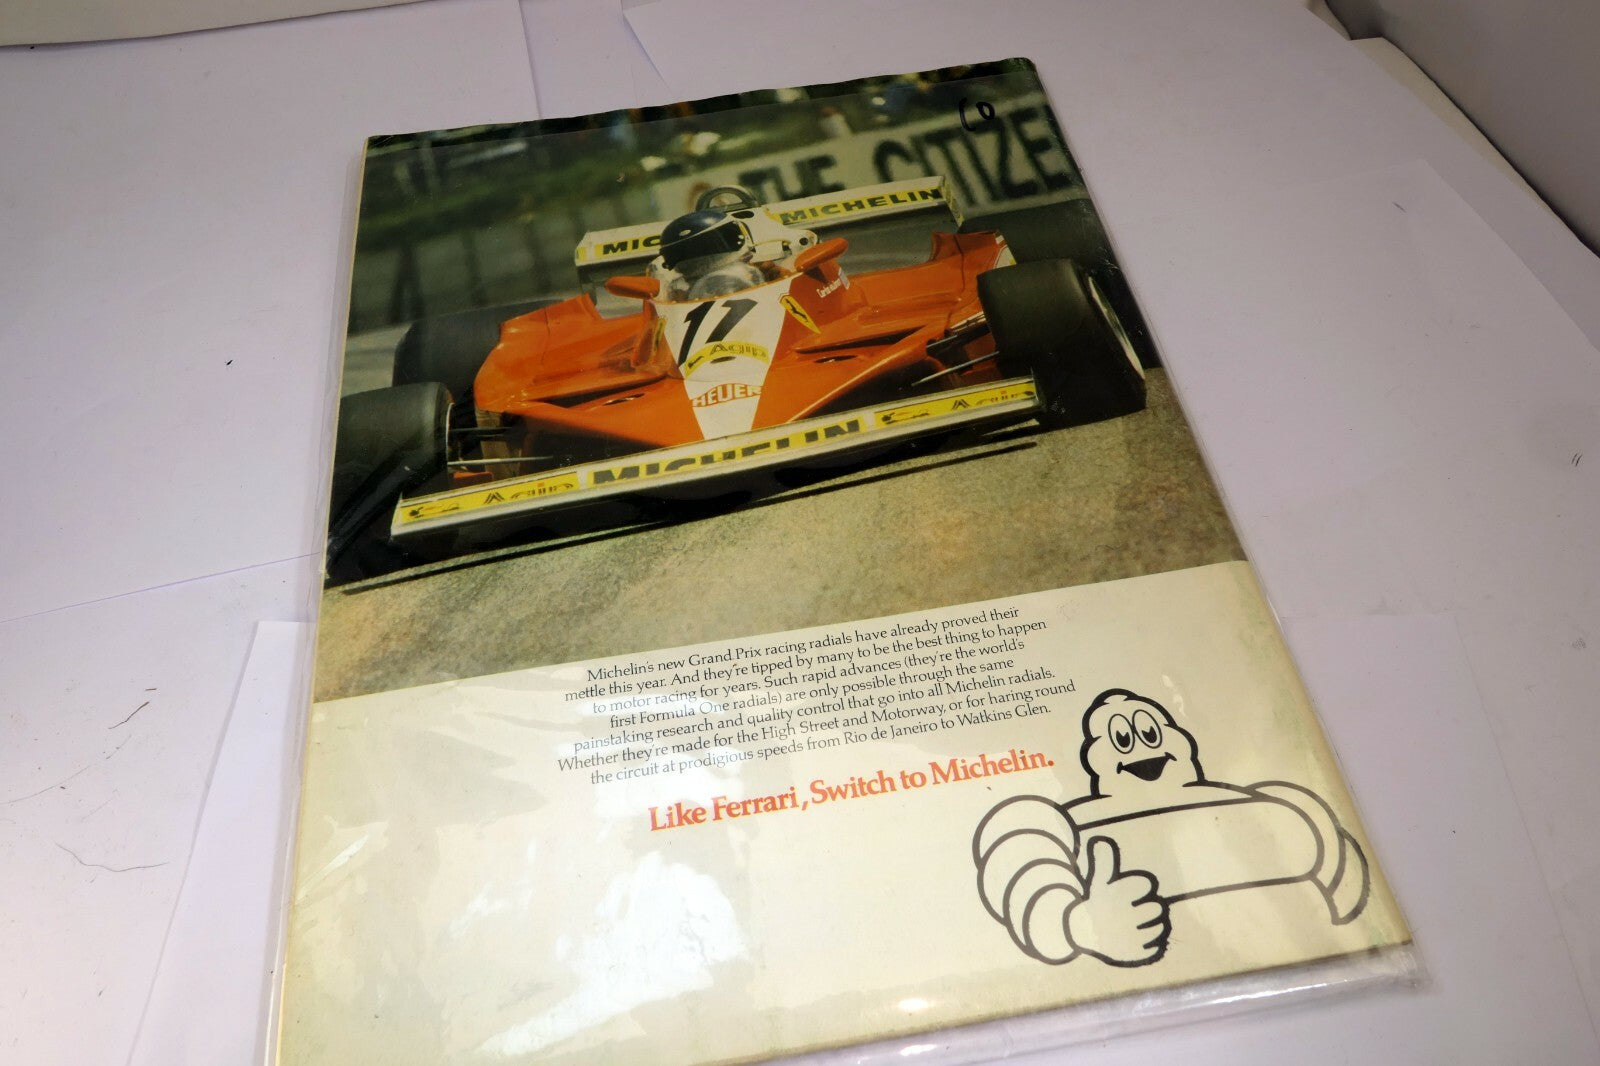 THE CITIZE
MIC
MICHELIN
11
Agip
HEUER
Agip
MICHELIN
Agip
Michelin's new Grand Prix racing radials have already proved their
mettle this year. And they're tipped by many to be the best thing to happen
to motor racing for years. Such rapid advances (they're the world's
first Formula One radials) are only possible through the same
painstaking research and quality control that go into all Michelin radials.
Whether they're made for the High Street and Motorway, or for haring round
the circuit at prodigious speeds from Rio de Janeiro to Watkins Glen.
Like Ferrari, Switch to Michelin.